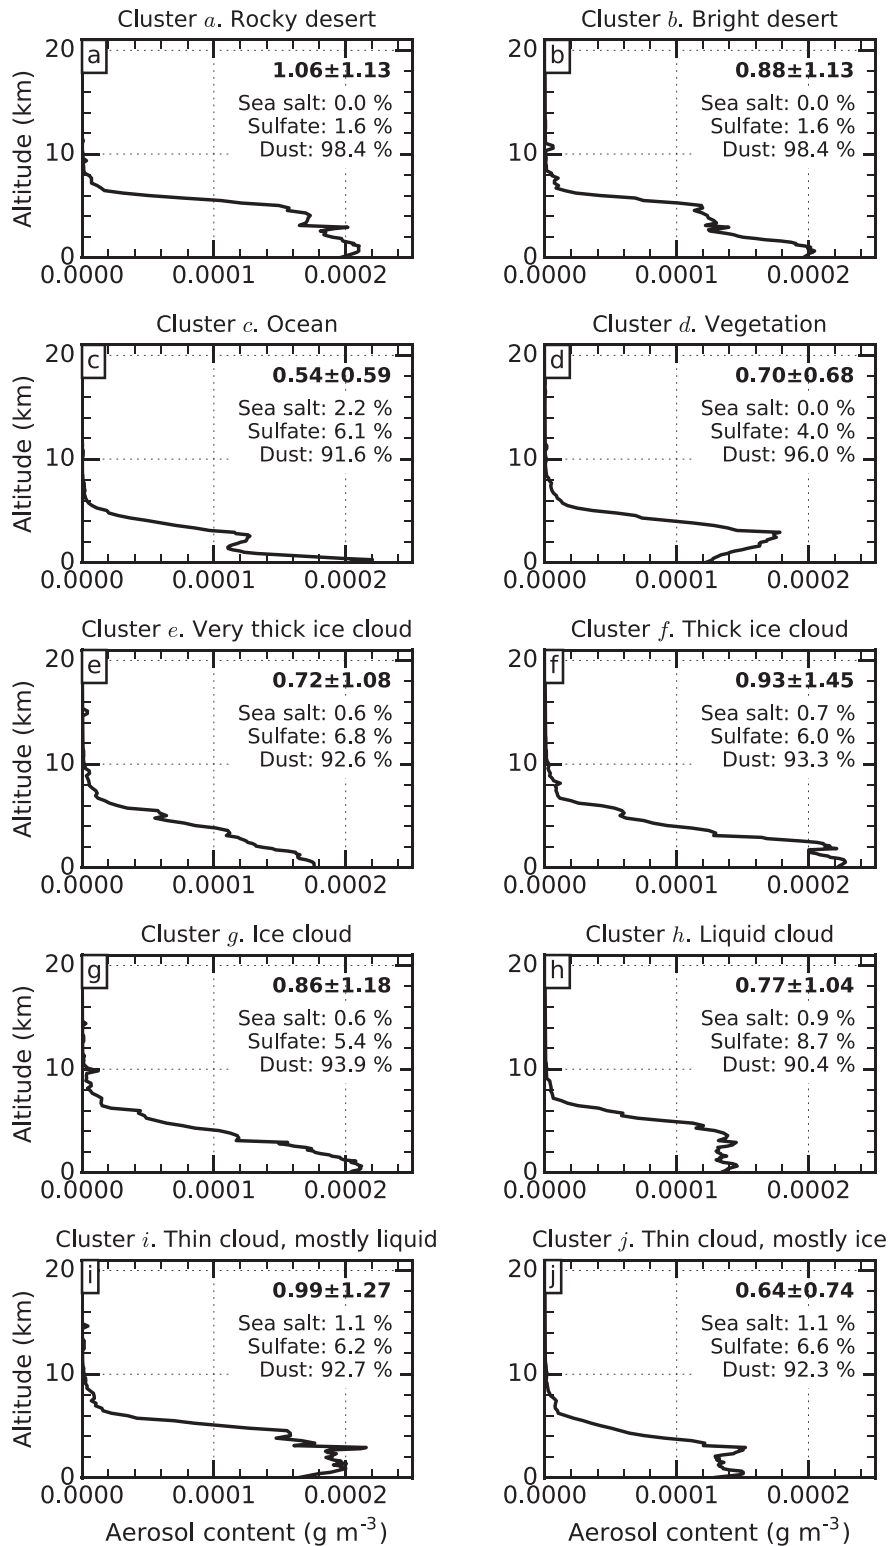 Cluster a. Rocky desert
a
20
1.06±1.13
Sea salt: 0.0 %
Sulfate: 1.6 %
Dust: 98.4 %
10
0
Altitude (km)
0.0000 0.0001 0.0002
Cluster b. Bright desert
b
20
0.88±1.13
Sea salt: 0.0 %
Sulfate: 1.6 %
Dust: 98.4 %
10
0
0.0000 0.0001 0.0002
Cluster c. Ocean
c
20
0.54±0.59
Sea salt: 2.2 %
Sulfate: 6.1 %
Dust: 91.6 %
10
0
Altitude (km)
0.0000 0.0001 0.0002
Cluster d. Vegetation
d
20
0.70±0.68
Sea salt: 0.0 %
Sulfate: 4.0 %
Dust: 96.0 %
10
0
Altitude (km)
0.0000 0.0001 0.0002
Cluster e. Very thick ice cloud
e
20
0.72±1.08
Sea salt: 0.6 %
Sulfate: 6.8 %
Dust: 92.6 %
10
0
Altitude (km)
0.0000 0.0001 0.0002
Cluster f. Thick ice cloud
f
20
0.93±1.45
Sea salt: 0.7 %
Sulfate: 6.0 %
Dust: 93.3 %
10
0
0.0000 0.0001 0.0002
Cluster g. Ice cloud
g
20
0.86±1.18
Sea salt: 0.6 %
Sulfate: 5.4 %
Dust: 93.9 %
10
0
Altitude (km)
0.0000 0.0001 0.0002
Cluster h. Liquid cloud
h
20
0.77±1.04
Sea salt: 0.9 %
Sulfate: 8.7 %
Dust: 90.4 %
10
0
0.0000 0.0001 0.0002
Cluster i. Thin cloud, mostly liquid
i
20
0.99±1.27
Sea salt: 1.1 %
Sulfate: 6.2 %
Dust: 92.7 %
10
0
Altitude (km)
0.0000 0.0001 0.0002
Aerosol content (g m⁻³)
Cluster j. Thin cloud, mostly ice
j
20
0.64±0.74
Sea salt: 1.1 %
Sulfate: 6.6 %
Dust: 92.3 %
10
0
0.0000 0.0001 0.0002
Aerosol content (g m⁻³)